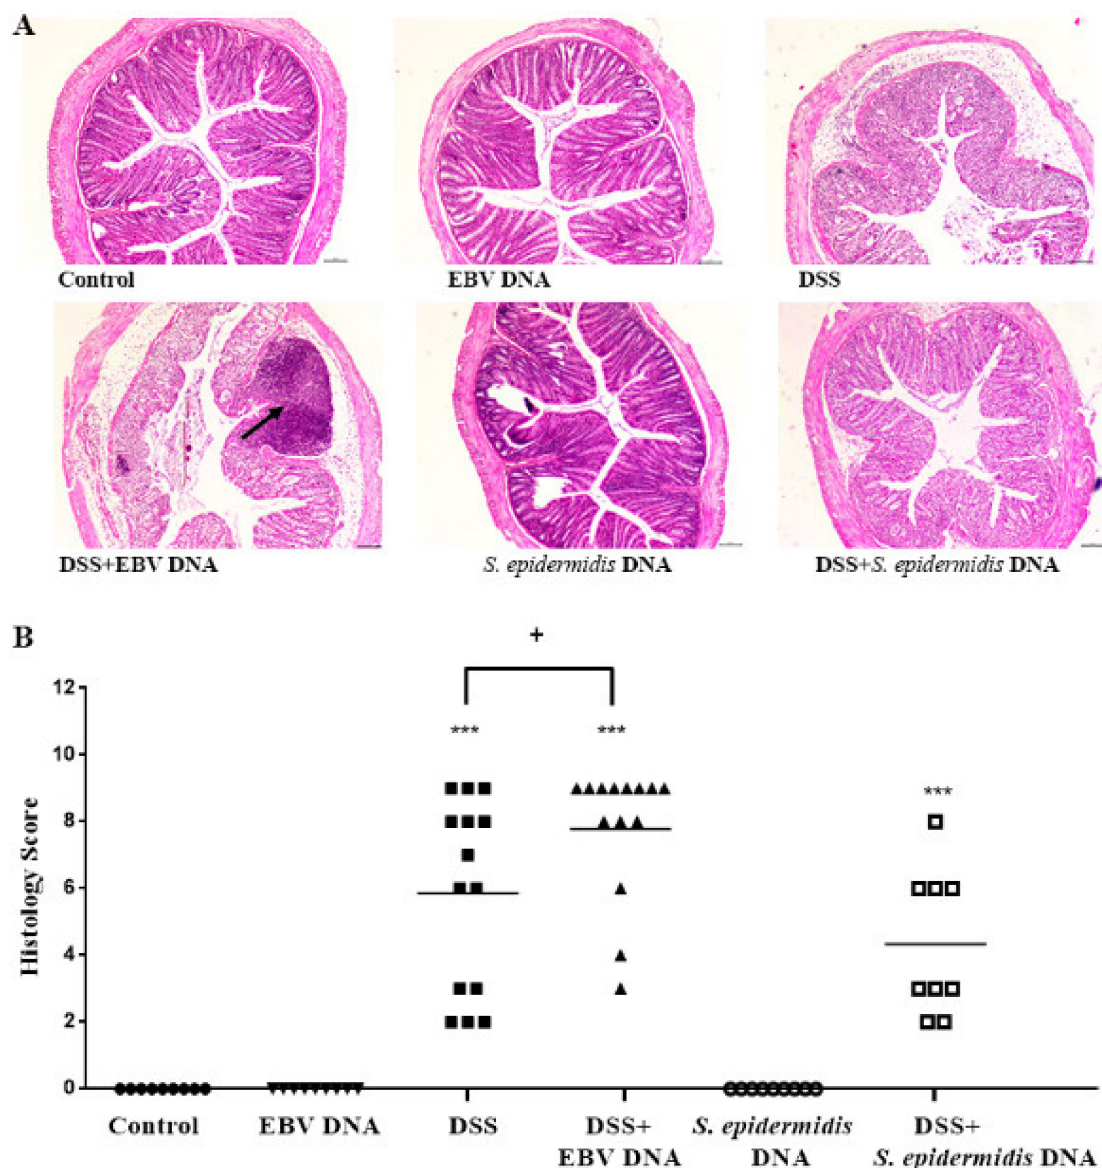 A
Control
EBV DNA
DSS
DSS+EBV DNA
S. epidermidis DNA
DSS+S. epidermidis DNA
B
+
12
***
***
10
***
8
6
4
2
0
Histology Score
Control
EBV DNA
DSS
DSS+
EBV DNA
S. epidermidis
DNA
DSS+
S. epidermidis DNA